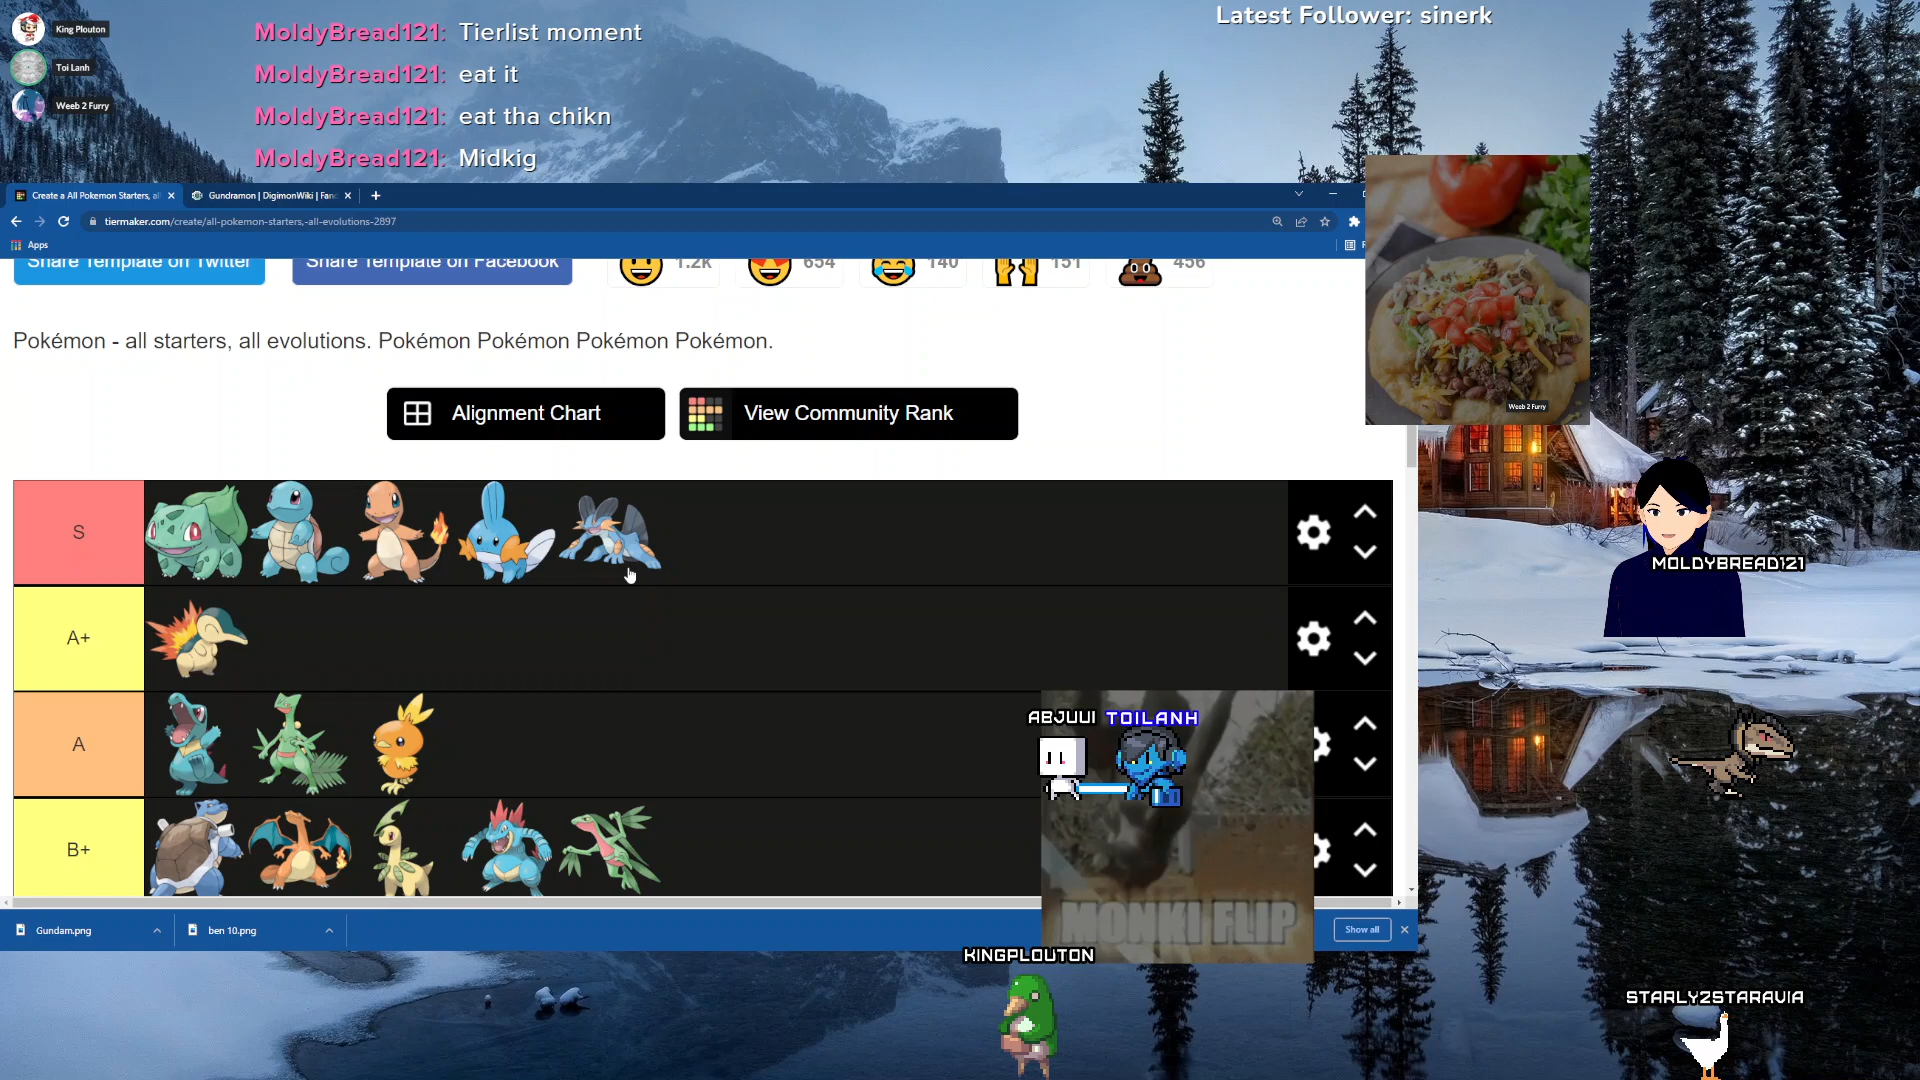 King Plouton
Toi Lanh
Weeb 2 Furry
MoldyBread121: Tierlist moment
MoldyBread121: eat it
MoldyBread121: eat tha chikn
MoldyBread121: Midkig
Latest Follower: sinerk
Create a All Pokemon Starters, al
Gundramon | DigimonWiki | Fan
tiermaker.com/create/all-pokemon-starters,-all-evolutions-2897
Apps
Share Template on Twitter
Share Template on Facebook
1.2k
654
140
151
456
Pokémon - all starters, all evolutions. Pokémon Pokémon Pokémon Pokémon.
Alignment Chart
View Community Rank
Weeb 2 Furry
S
A+
A
B+
MOLDYBREAD121
ABJUUI
TOILANH
MONKI FLIP
Gundam.png
ben 10.png
Show all
KINGPLOUTON
STARLY2STARAVIA